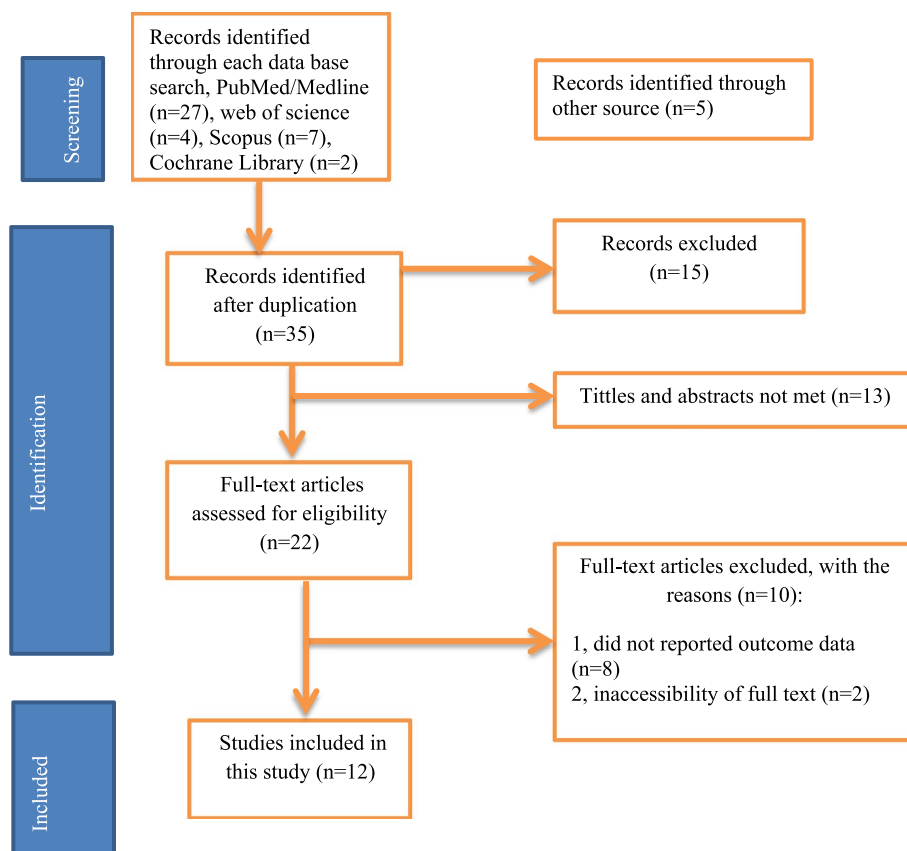 Screening
Records identified
through each data base
search, PubMed/Medline
(n=27), web of science
(n=4), Scopus (n=7),
Cochrane Library (n=2)
Records identified through
other source (n=5)
Identification
Records identified
after duplication
(n=35)
Records excluded
(n=15)
Tittles and abstracts not met (n=13)
Full-text articles
assessed for eligibility
(n=22)
Full-text articles excluded, with the
reasons (n=10):
1, did not reported outcome data
(n=8)
2, inaccessibility of full text (n=2)
Included
Studies included in
this study (n=12)